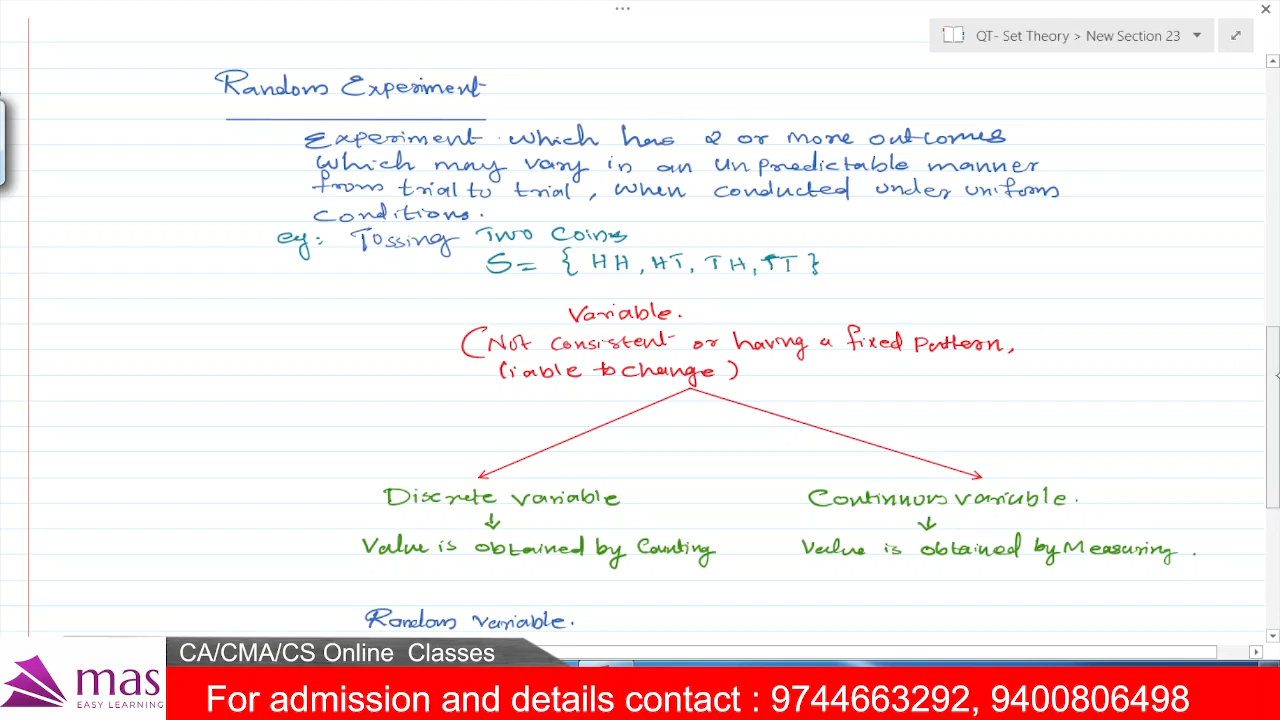 QT- Set Theory > New Section 23
Random Experiment
Experiment which has 2 or more outcomes
which may vary in an unpredictable manner
from trial to trial, when conducted under uniform
conditions.
eg: Tossing Two Coins
S = { HH, HT, TH, TT }
Variable.
(Not consistent or having a fixed pattern,
liable to change)
Discrete variable
Continuous variable.
Value is obtained by Counting
Value is obtained by Measuring.
Random variable.
CA/CMA/CS Online Classes
mas
EASY LEARNING
For admission and details contact : 9744663292, 9400806498